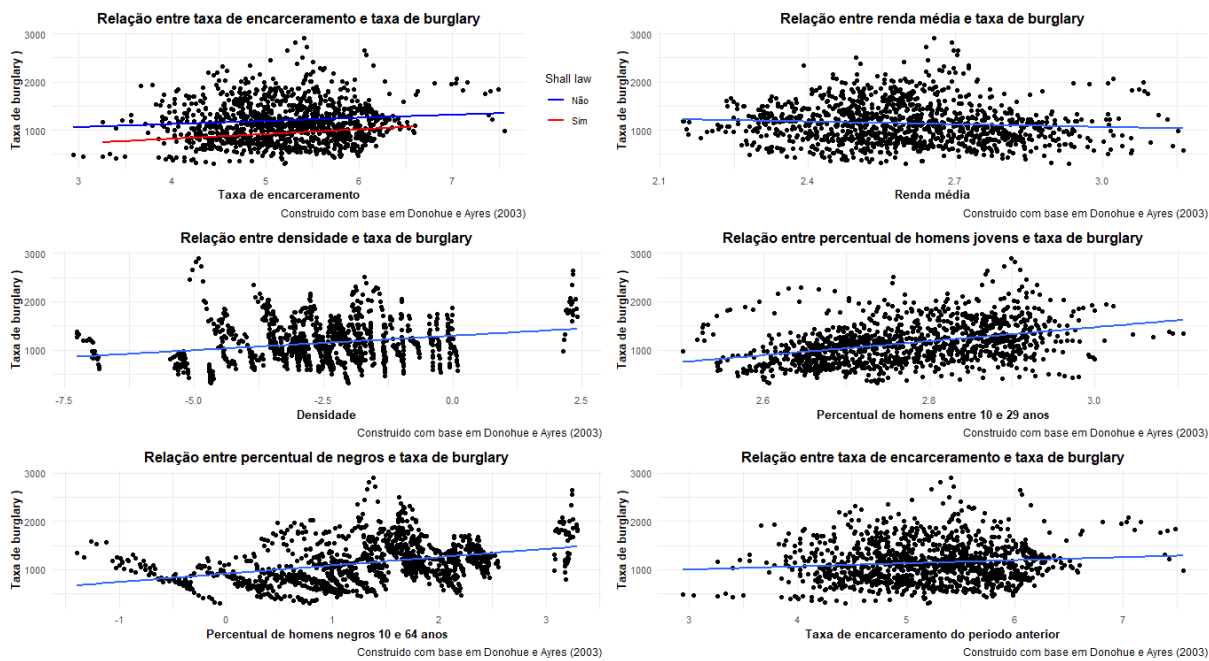 Relação entre taxa de encarceramento e taxa de burglary
Taxa de burglary )
3000
2000
1000
3 4 5 6 7
Taxa de encarceramento
Shall law
Não
Sim
Construido com base em Donohue e Ayres (2003)
Relação entre renda média e taxa de burglary
Taxa de burglary )
3000
2000
1000
2.1 2.4 2.7 3.0
Renda média
Construido com base em Donohue e Ayres (2003)
Relação entre densidade e taxa de burglary
Taxa de burglary )
3000
2000
1000
-7.5 -5.0 -2.5 0.0 2.5
Densidade
Construido com base em Donohue e Ayres (2003)
Relação entre percentual de homens jovens e taxa de burglary
Taxa de burglary )
3000
2000
1000
2.6 2.8 3.0
Percentual de homens entre 10 e 29 anos
Construido com base em Donohue e Ayres (2003)
Relação entre percentual de negros e taxa de burglary
Taxa de burglary )
3000
2000
1000
-1 0 1 2 3
Percentual de homens negros 10 e 64 anos
Construido com base em Donohue e Ayres (2003)
Relação entre taxa de encarceramento e taxa de burglary
Taxa de burglary )
3000
2000
1000
3 4 5 6 7
Taxa de encarceramento do período anterior
Construido com base em Donohue e Ayres (2003)